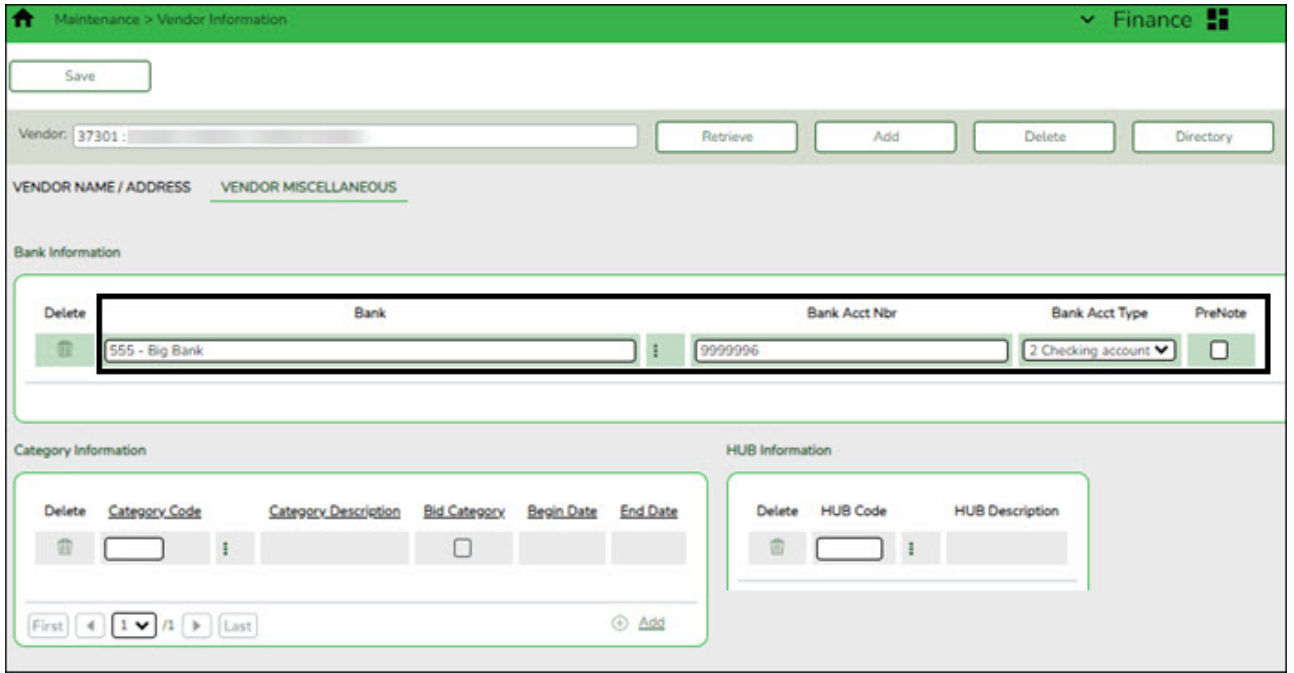 Maintenance > Vendor Information Finance
Save
Vendor: 37301 : Retrieve Add Delete Directory
VENDOR NAME / ADDRESS VENDOR MISCELLANEOUS
Bank Information
Delete Bank Bank Acct Nbr Bank Acct Type PreNote
555 - Big Bank 9999996 2 Checking account
Category Information HUB Information
Delete Category Code Category Description Bid Category Begin Date End Date Delete HUB Code HUB Description
First 1 /1 Last Add